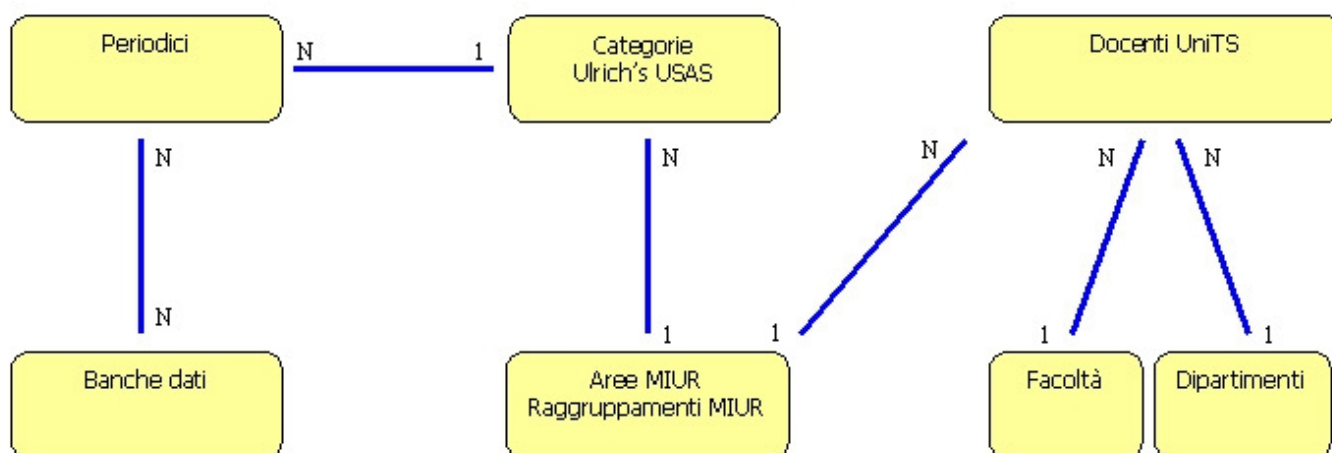 Periodici
N
1
Categorie
Ulrich's USAS
Docenti UniTS
N
N
N
N
N
N
1
1
1
1
Banche dati
Aree MIUR
Raggruppamenti MIUR
Facoltà
Dipartimenti